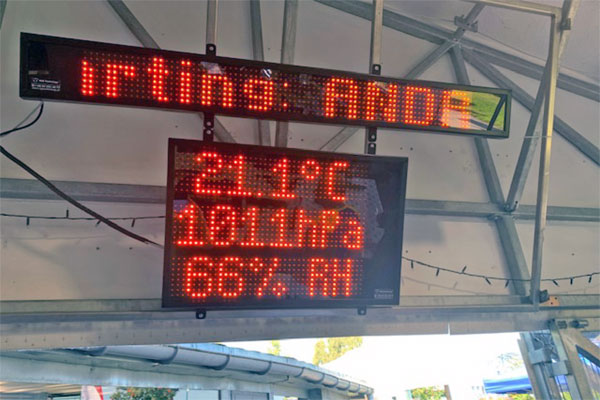 irting: ANDR
21.1°C
1011hPa
66% RH